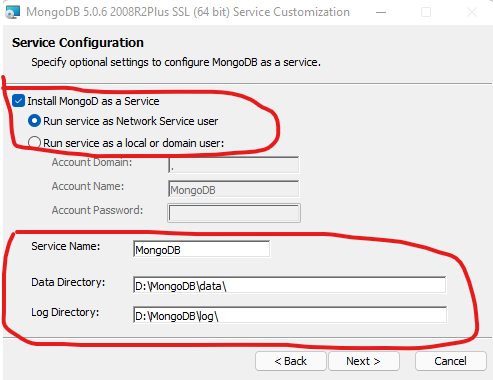 MongoDB 5.0.6 2008R2Plus SSL (64 bit) Service Customization
Service Configuration
Specify optional settings to configure MongoDB as a service.
Install MongoD as a Service
Run service as Network Service user
Run service as a local or domain user:
Account Domain: .
Account Name: MongoDB
Account Password:
Service Name: MongoDB
Data Directory: D:\MongoDB\data\
Log Directory: D:\MongoDB\log\
< Back Next > Cancel